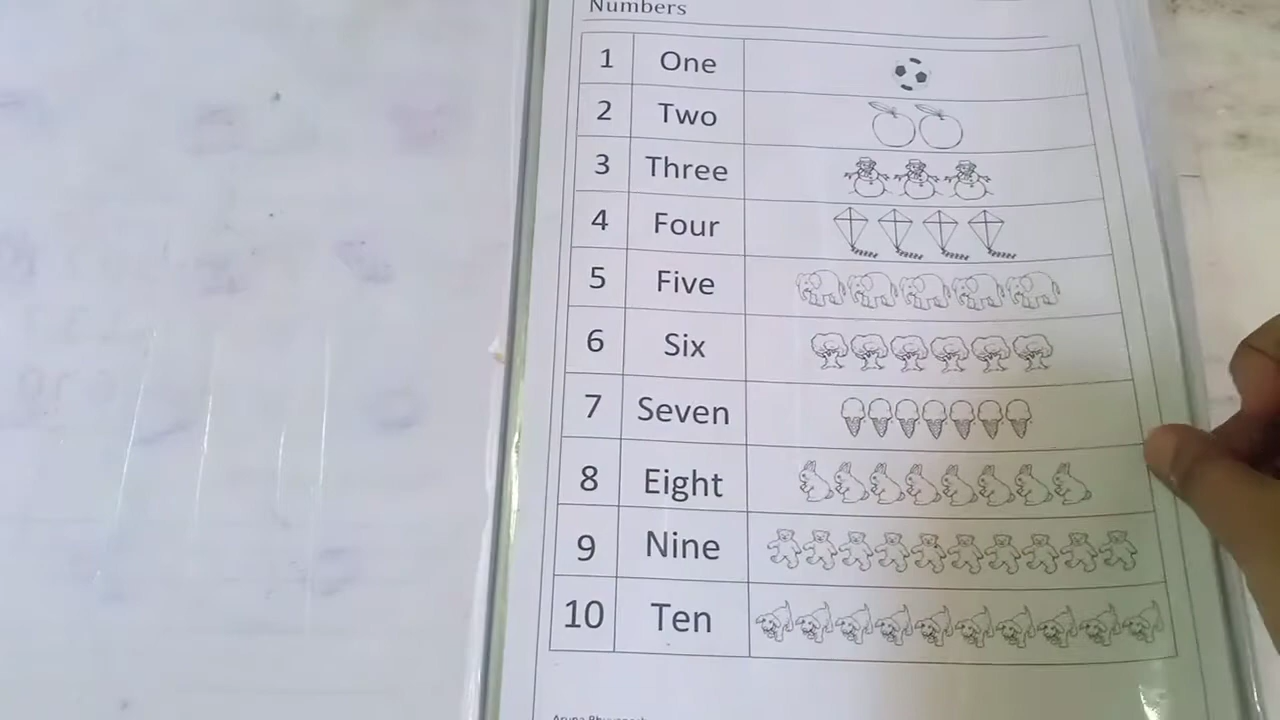 Numbers
1 One
2 Two
3 Three
4 Four
5 Five
6 Six
7 Seven
8 Eight
9 Nine
10 Ten